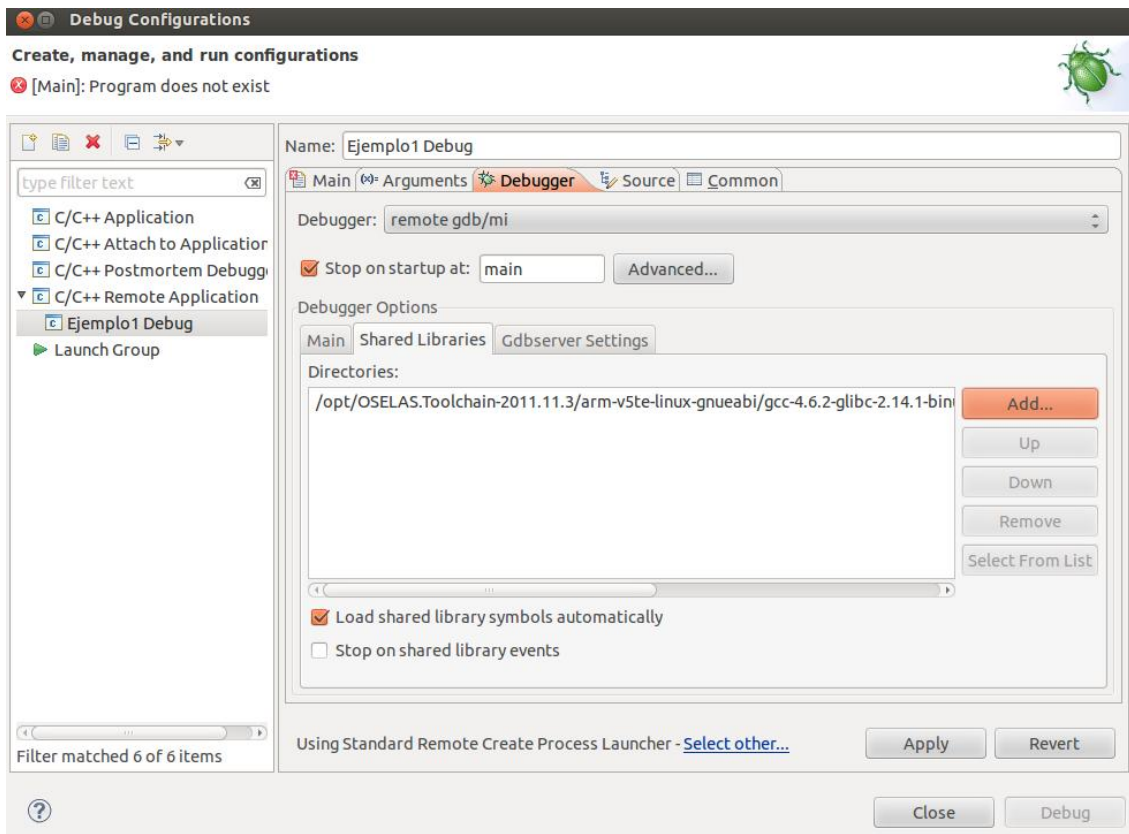 Debug Configurations
Create, manage, and run configurations
[Main]: Program does not exist
type filter text
C/C++ Application
C/C++ Attach to Application
C/C++ Postmortem Debugg
C/C++ Remote Application
Ejemplo1 Debug
Launch Group
Filter matched 6 of 6 items
Name: Ejemplo1 Debug
Main (x)= Arguments Debugger Source Common
Debugger: remote gdb/mi
Stop on startup at: main Advanced...
Debugger Options
Main Shared Libraries Gdbserver Settings
Directories:
/opt/OSELAS.Toolchain-2011.11.3/arm-v5te-linux-gnueabi/gcc-4.6.2-glibc-2.14.1-binu
Add...
Up
Down
Remove
Select From List
Load shared library symbols automatically
Stop on shared library events
Using Standard Remote Create Process Launcher - Select other... Apply Revert
? Close Debug